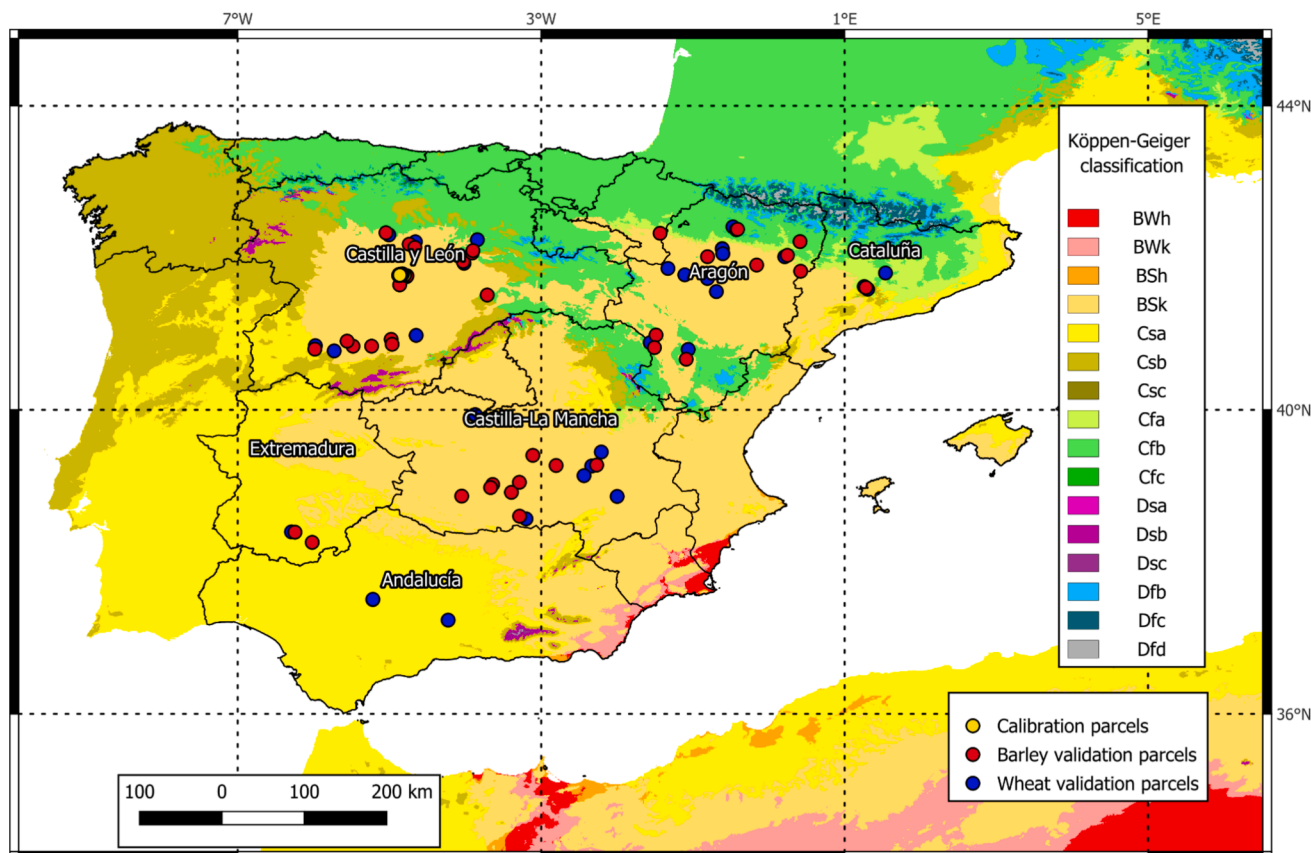 7°W 3°W 1°E 5°E
44°N
Köppen-Geiger
classification
BWh
BWk
BSh
BSk
Csa
Csb
Csc
Cfa
Cfb
Cfc
Dsa
Dsb
Dsc
Dfb
Dfc
Dfd
Castilla y León
Aragón
Cataluña
40°N
Castilla-La Mancha
Extremadura
Andalucía
36°N
Calibration parcels
Barley validation parcels
Wheat validation parcels
100 0 100 200 km